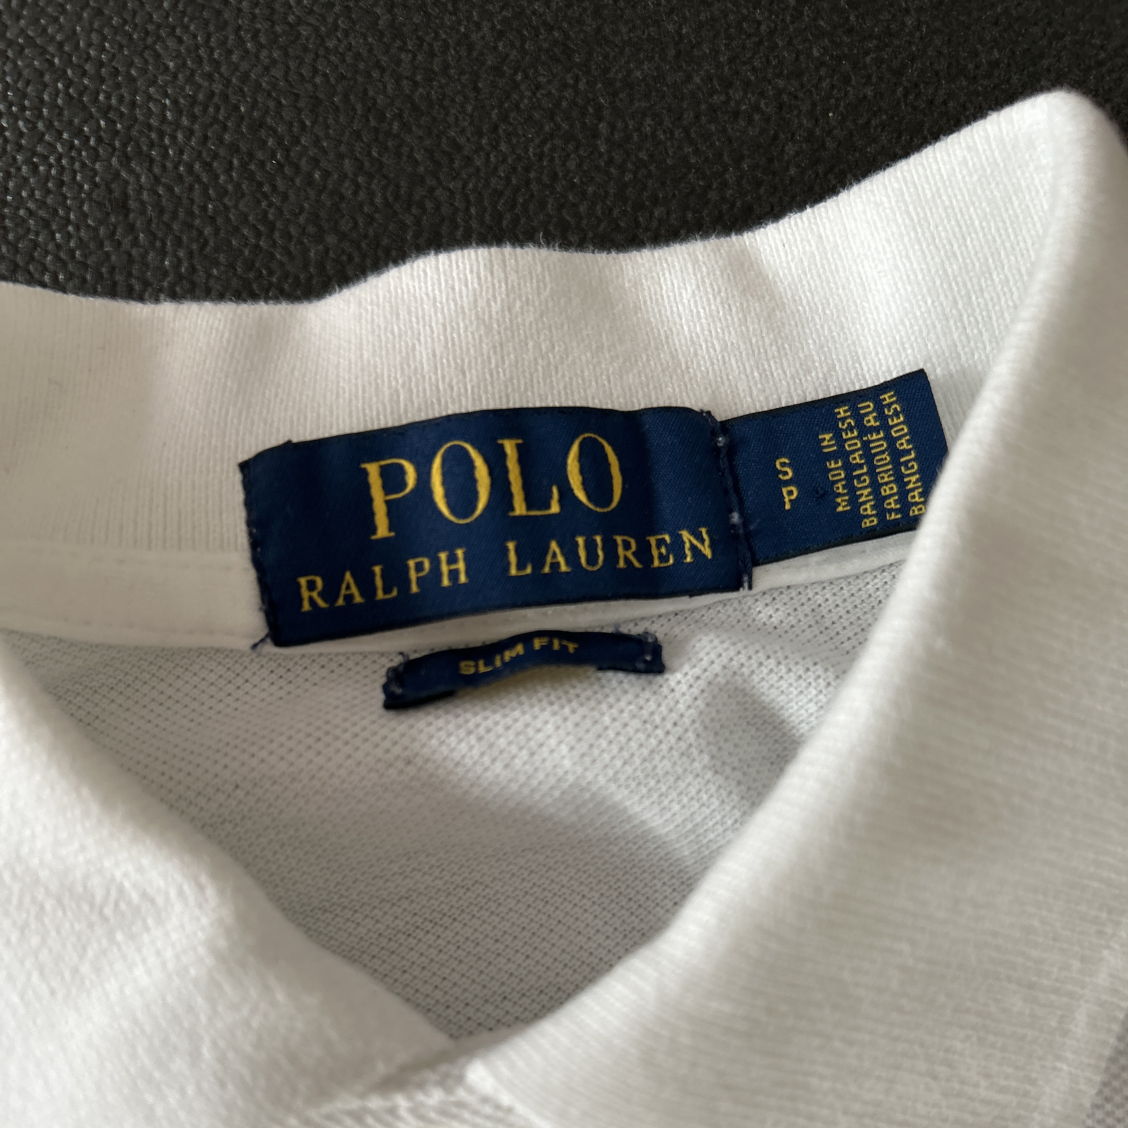 POLO
RALPH LAUREN
S
P
MADE IN
BANGLADESH
FABRIQUÉ AU
BANGLADESH
SLIM FIT